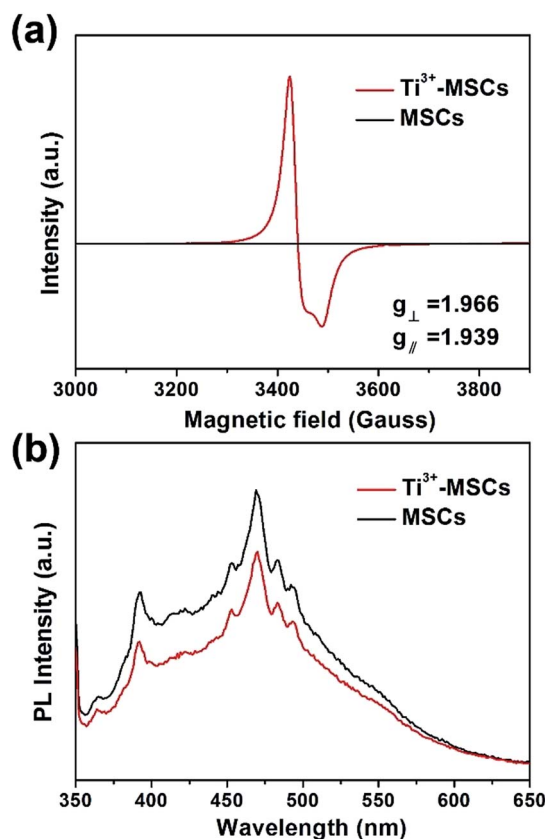 (a)
Ti³⁺-MSCs
MSCs
Intensity (a.u.)
g⊥ =1.966
g∥ =1.939
3000 3200 3400 3600 3800
Magnetic field (Gauss)
(b)
Ti³⁺-MSCs
MSCs
PL Intensity (a.u.)
350 400 450 500 550 600 650
Wavelength (nm)